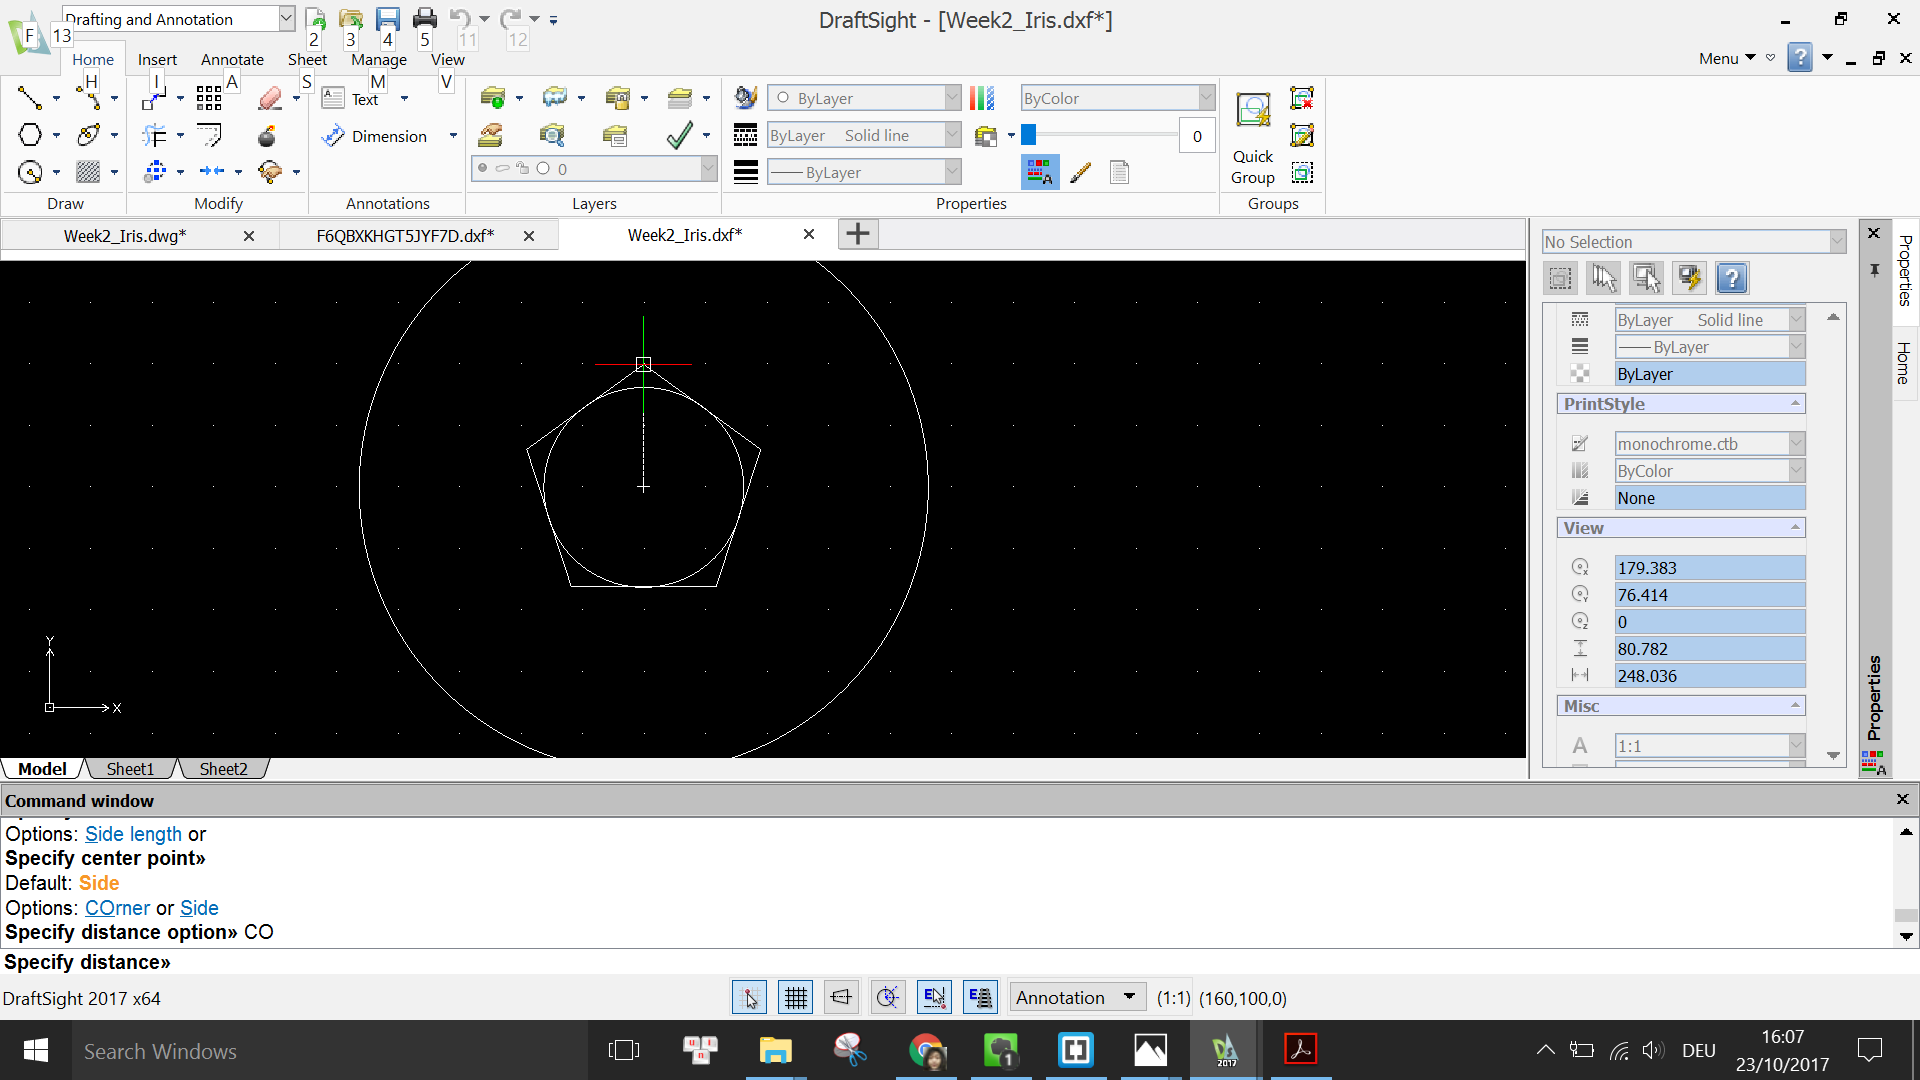 Drafting and Annotation
DraftSight - [Week2_Iris.dxf*]
F 13 2 3 4 5 11 12
Home Insert Annotate Sheet Manage View
Menu
H I A S M V
Text
Dimension
ByLayer
ByColor
ByLayer Solid line
0
ByLayer
0
Quick
Group
Draw Modify Annotations Layers Properties Groups
Week2_Iris.dwg* F6QBXKHGT5JYF7D.dxf* Week2_Iris.dxf*
No Selection
ByLayer Solid line
ByLayer
ByLayer
PrintStyle
monochrome.ctb
ByColor
None
View
179.383
76.414
0
80.782
248.036
Misc
1:1
Properties
Home
Properties
Y
X
Model Sheet1 Sheet2
Command window
Options: Side length or
Specify center point»
Default: Side
Options: COrner or Side
Specify distance option» CO
Specify distance»
DraftSight 2017 x64
Annotation (1:1) (160,100,0)
Search Windows
u n i
1
2017
DEU
16:07
23/10/2017